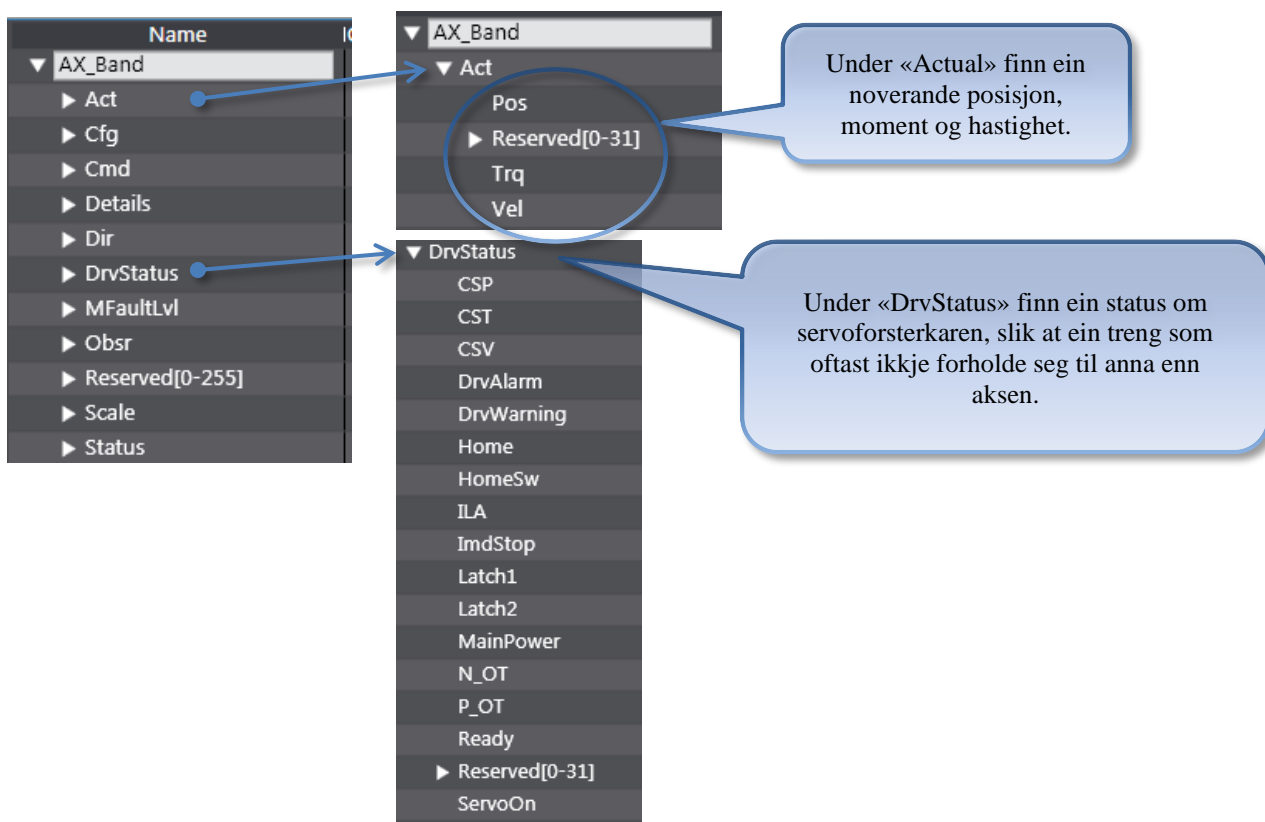 Name
AX_Band
Act
Cfg
Cmd
Details
Dir
DrvStatus
MFaultLvl
Obsr
Reserved[0-255]
Scale
Status
AX_Band
Act
Pos
Reserved[0-31]
Trq
Vel
Under «Actual» finn ein
noverande posisjon,
moment og hastighet.
DrvStatus
CSP
CST
CSV
DrvAlarm
DrvWarning
Home
HomeSw
ILA
ImdStop
Latch1
Latch2
MainPower
N_OT
P_OT
Ready
Reserved[0-31]
ServoOn
Under «DrvStatus» finn ein status om
servoforsterkaren, slik at ein treng som
oftast ikkje forholde seg til anna enn
aksen.